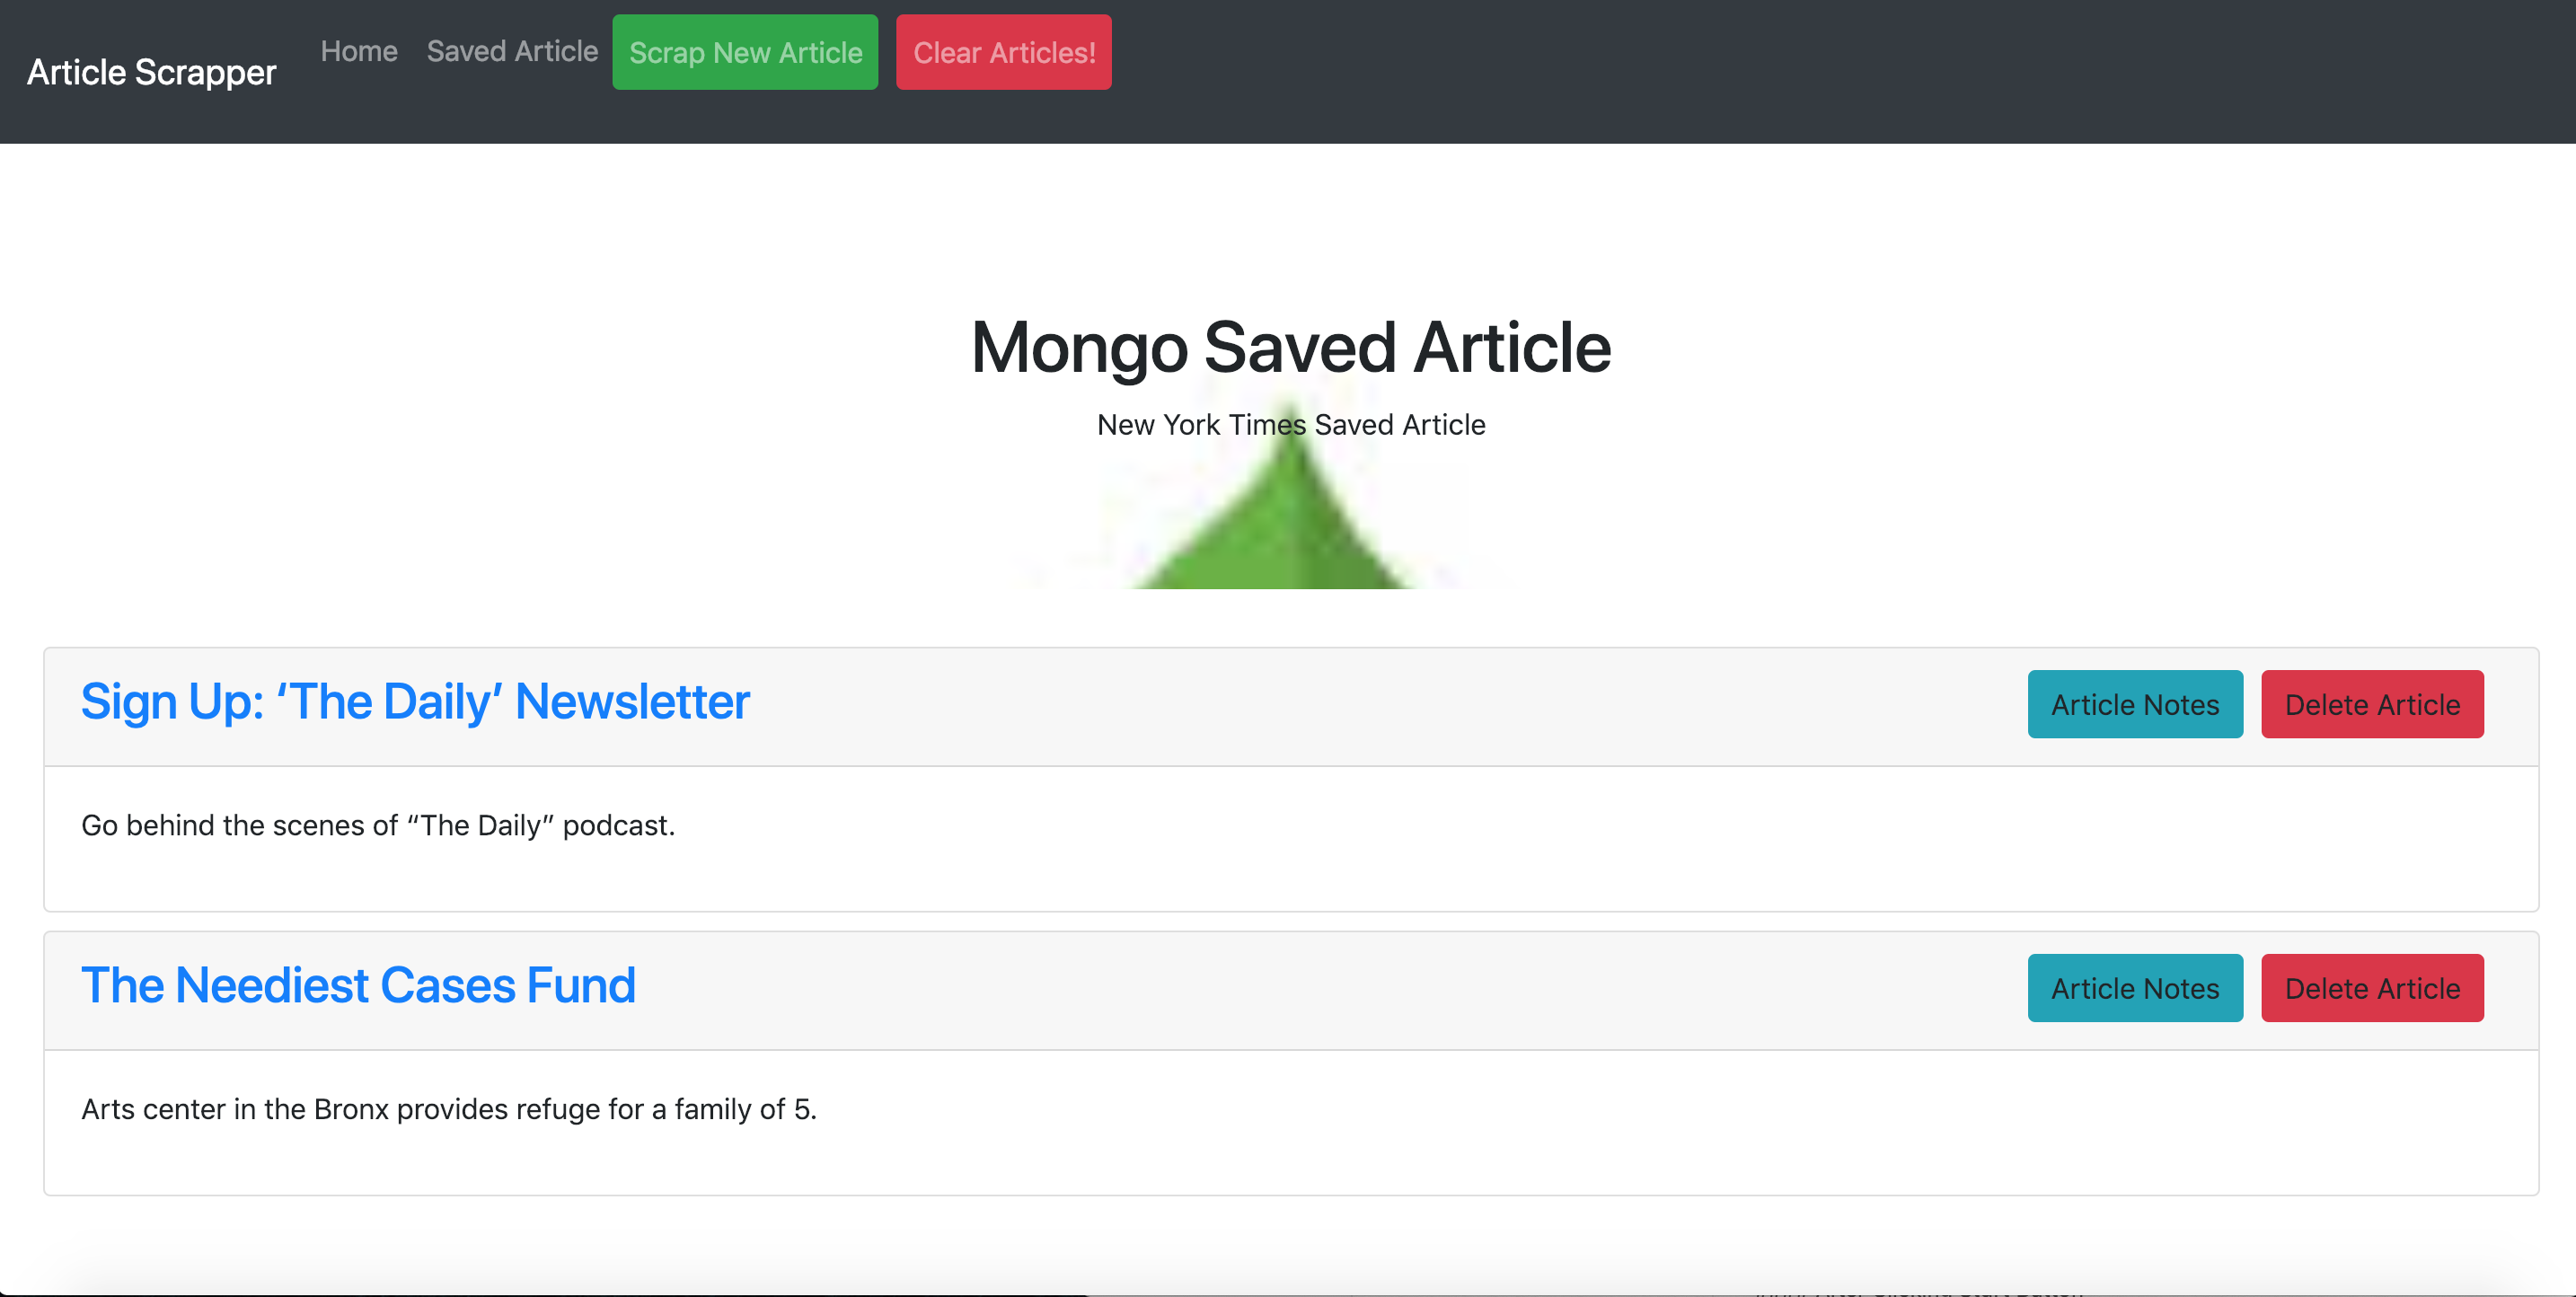 Article Scrapper
Home
Saved Article
Scrap New Article
Clear Articles!
Mongo Saved Article
New York Times Saved Article
Sign Up: ‘The Daily’ Newsletter
Article Notes
Delete Article
Go behind the scenes of “The Daily” podcast.
The Neediest Cases Fund
Article Notes
Delete Article
Arts center in the Bronx provides refuge for a family of 5.